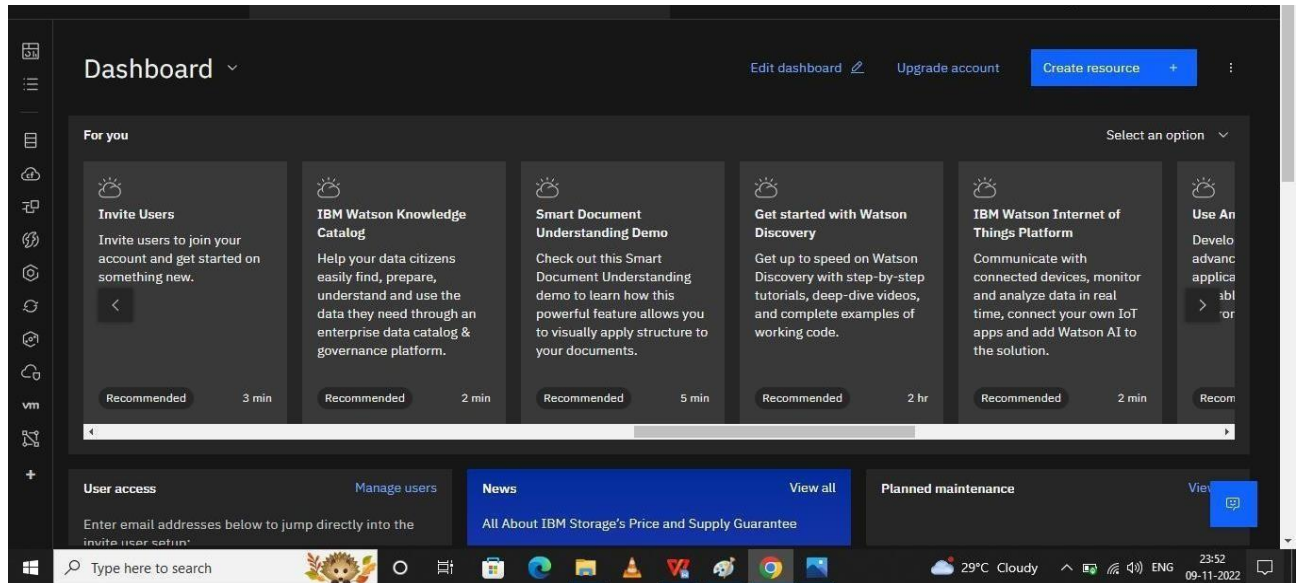 Dashboard
Edit dashboard
Upgrade account
Create resource +
For you
Select an option
Invite Users
Invite users to join your
account and get started on
something new.
Recommended 3 min
IBM Watson Knowledge
Catalog
Help your data citizens
easily find, prepare,
understand and use the
data they need through an
enterprise data catalog &
governance platform.
Recommended 2 min
Smart Document
Understanding Demo
Check out this Smart
Document Understanding
demo to learn how this
powerful feature allows you
to visually apply structure to
your documents.
Recommended 5 min
Get started with Watson
Discovery
Get up to speed on Watson
Discovery with step-by-step
tutorials, deep-dive videos,
and complete examples of
working code.
Recommended 2 hr
IBM Watson Internet of
Things Platform
Communicate with
connected devices, monitor
and analyze data in real
time, connect your own IoT
apps and add Watson AI to
the solution.
Recommended 2 min
Use An
Develo
advanc
applica
Recom
vm
User access Manage users
Enter email addresses below to jump directly into the
invite user setup:
News View all
All About IBM Storage's Price and Supply Guarantee
Planned maintenance
Type here to search
29°C Cloudy
ENG
23:52
09-11-2022